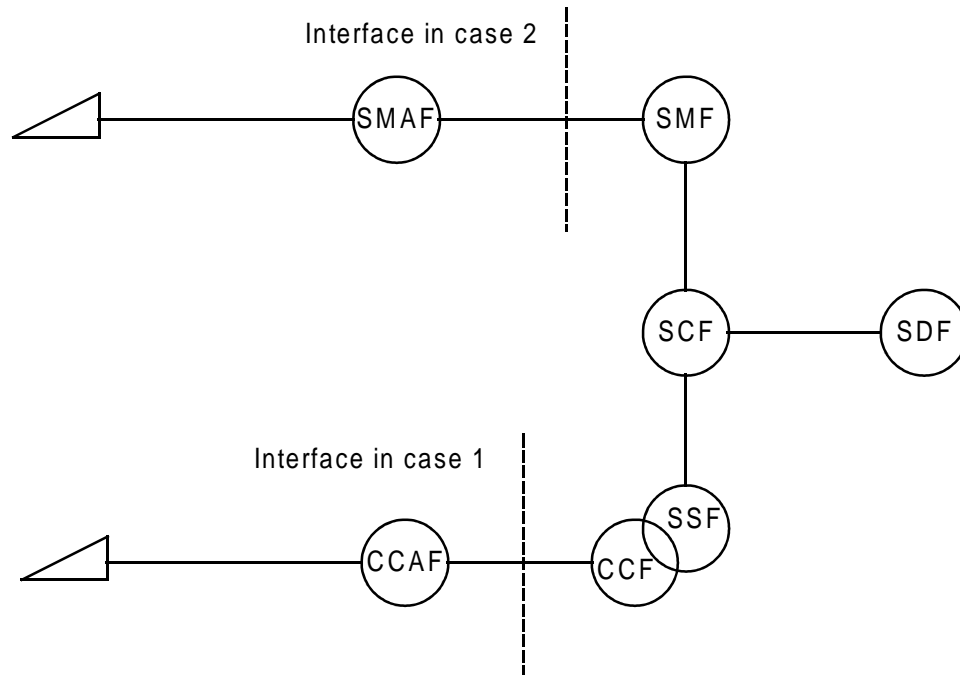 Interface in case 2
SMAF
SMF
SCF
SDF
Interface in case 1
SSF
CCAF
CCF